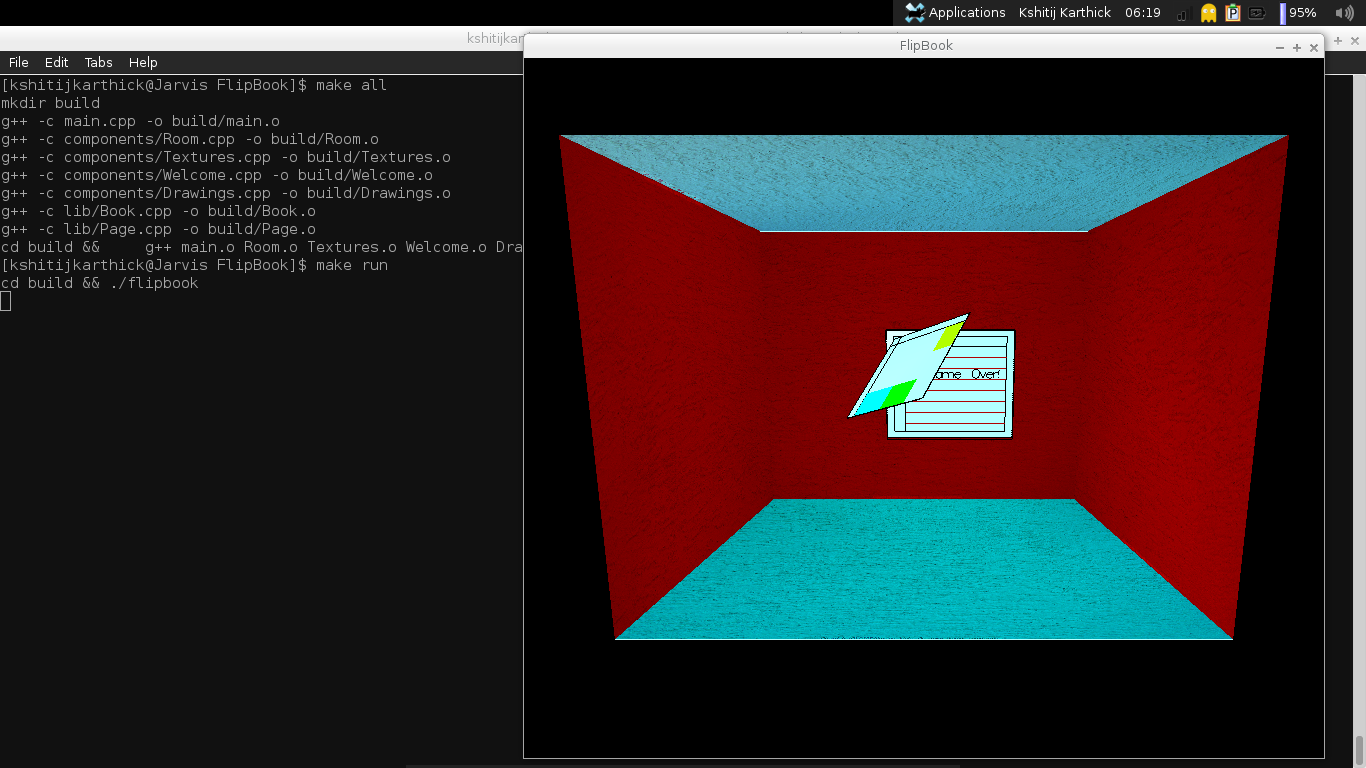 Applications Kshitij Karthick 06:19 95%
kshitijkar
FlipBook
File Edit Tabs Help
[kshitijkarthick@Jarvis FlipBook]$ make all
mkdir build
g++ -c main.cpp -o build/main.o
g++ -c components/Room.cpp -o build/Room.o
g++ -c components/Textures.cpp -o build/Textures.o
g++ -c components/Welcome.cpp -o build/Welcome.o
g++ -c components/Drawings.cpp -o build/Drawings.o
g++ -c lib/Book.cpp -o build/Book.o
g++ -c lib/Page.cpp -o build/Page.o
cd build && g++ main.o Room.o Textures.o Welcome.o Dra
[kshitijkarthick@Jarvis FlipBook]$ make run
cd build && ./flipbook
ame Over!